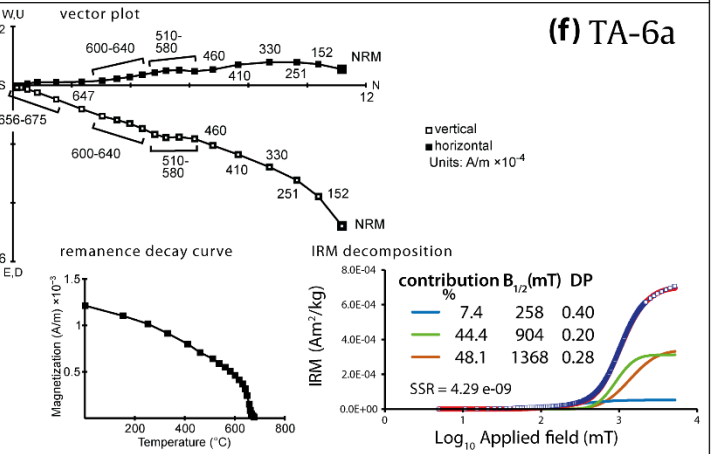 (f) TA-6a
vector plot
W,U
2
600-640
510-
580
460
330
152
NRM
410
251
S
N
12
656-675
647
600-640
510-
580
460
410
330
251
152
NRM
vertical
horizontal
Units: A/m ×10⁻⁴
6
E,D
remanence decay curve
Magnetization (A/m) ×10⁻³
1.5
1
0.5
0
200
400
600
800
Temperature (°C)
IRM decomposition
IRM (Am²/kg)
8.0E-04
6.0E-04
4.0E-04
2.0E-04
0.0E+00
contribution B1/2(mT) DP
%
7.4 258 0.40
44.4 904 0.20
48.1 1368 0.28
SSR = 4.29 e-09
0 1 2 3 4
Log₁₀ Applied field (mT)